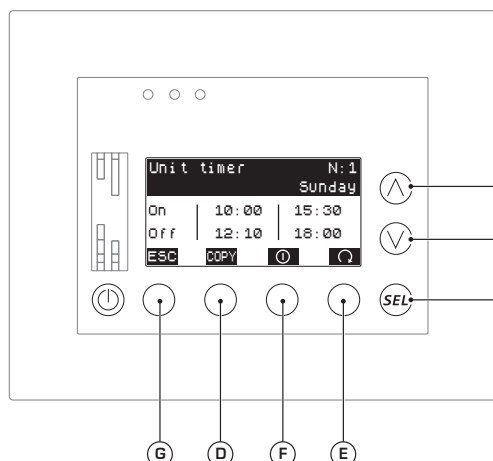 Unit timer N:1
Sunday
On 10:00 15:30
Off 12:10 18:00
ESC COPY
SEL
G D F E